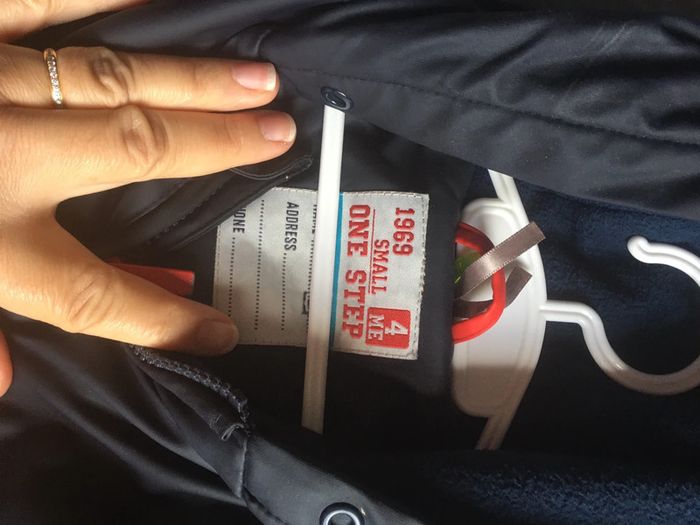 1969
SMALL
ONE STEP
4
ME
ADDRESS
ONE